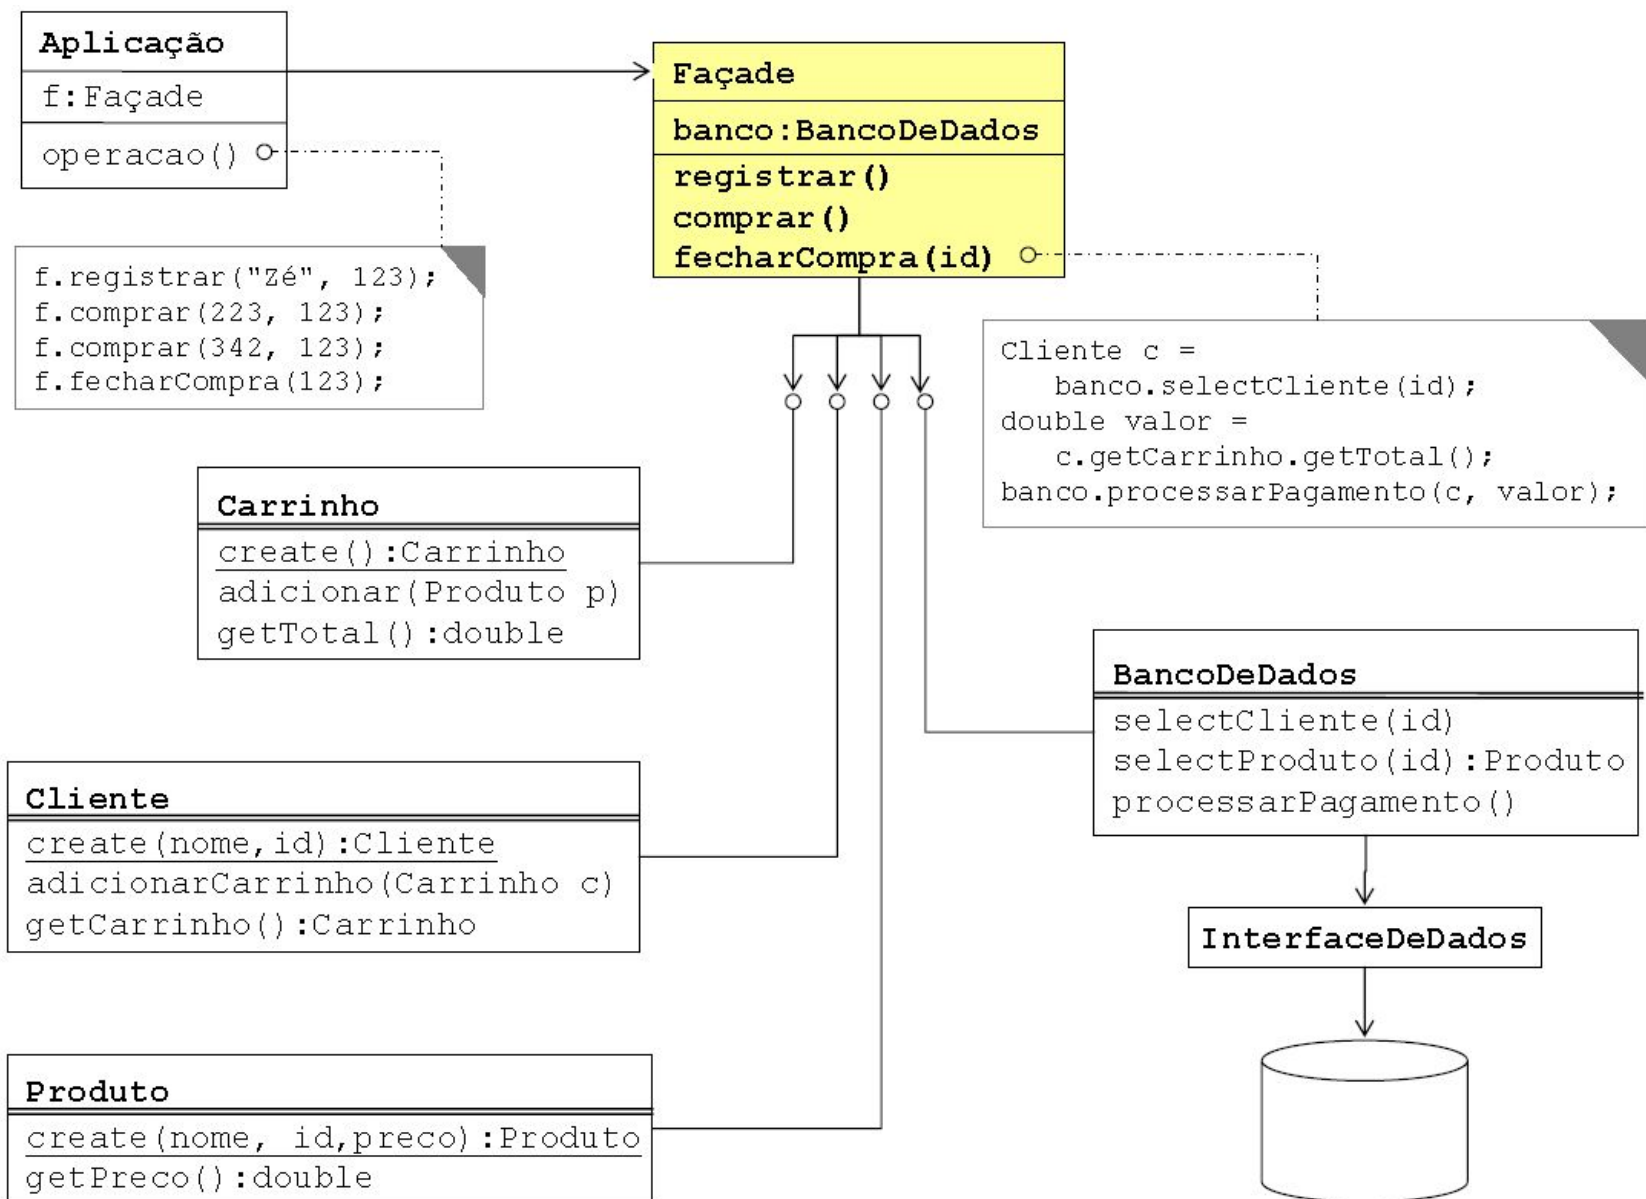 Aplicação
f:Façade
operacao()
f.registrar("Zé", 123);
f.comprar(223, 123);
f.comprar(342, 123);
f.fecharCompra(123);
Façade
banco:BancoDeDados
registrar()
comprar()
fecharCompra(id)
Cliente c =
banco.selectCliente(id);
double valor =
c.getCarrinho.getTotal();
banco.processarPagamento(c, valor);
Carrinho
create():Carrinho
adicionar(Produto p)
getTotal():double
BancoDeDados
selectCliente(id)
selectProduto(id):Produto
processarPagamento()
Cliente
create(nome,id):Cliente
adicionarCarrinho(Carrinho c)
getCarrinho():Carrinho
InterfaceDeDados
Produto
create(nome, id,preco):Produto
getPreco():double